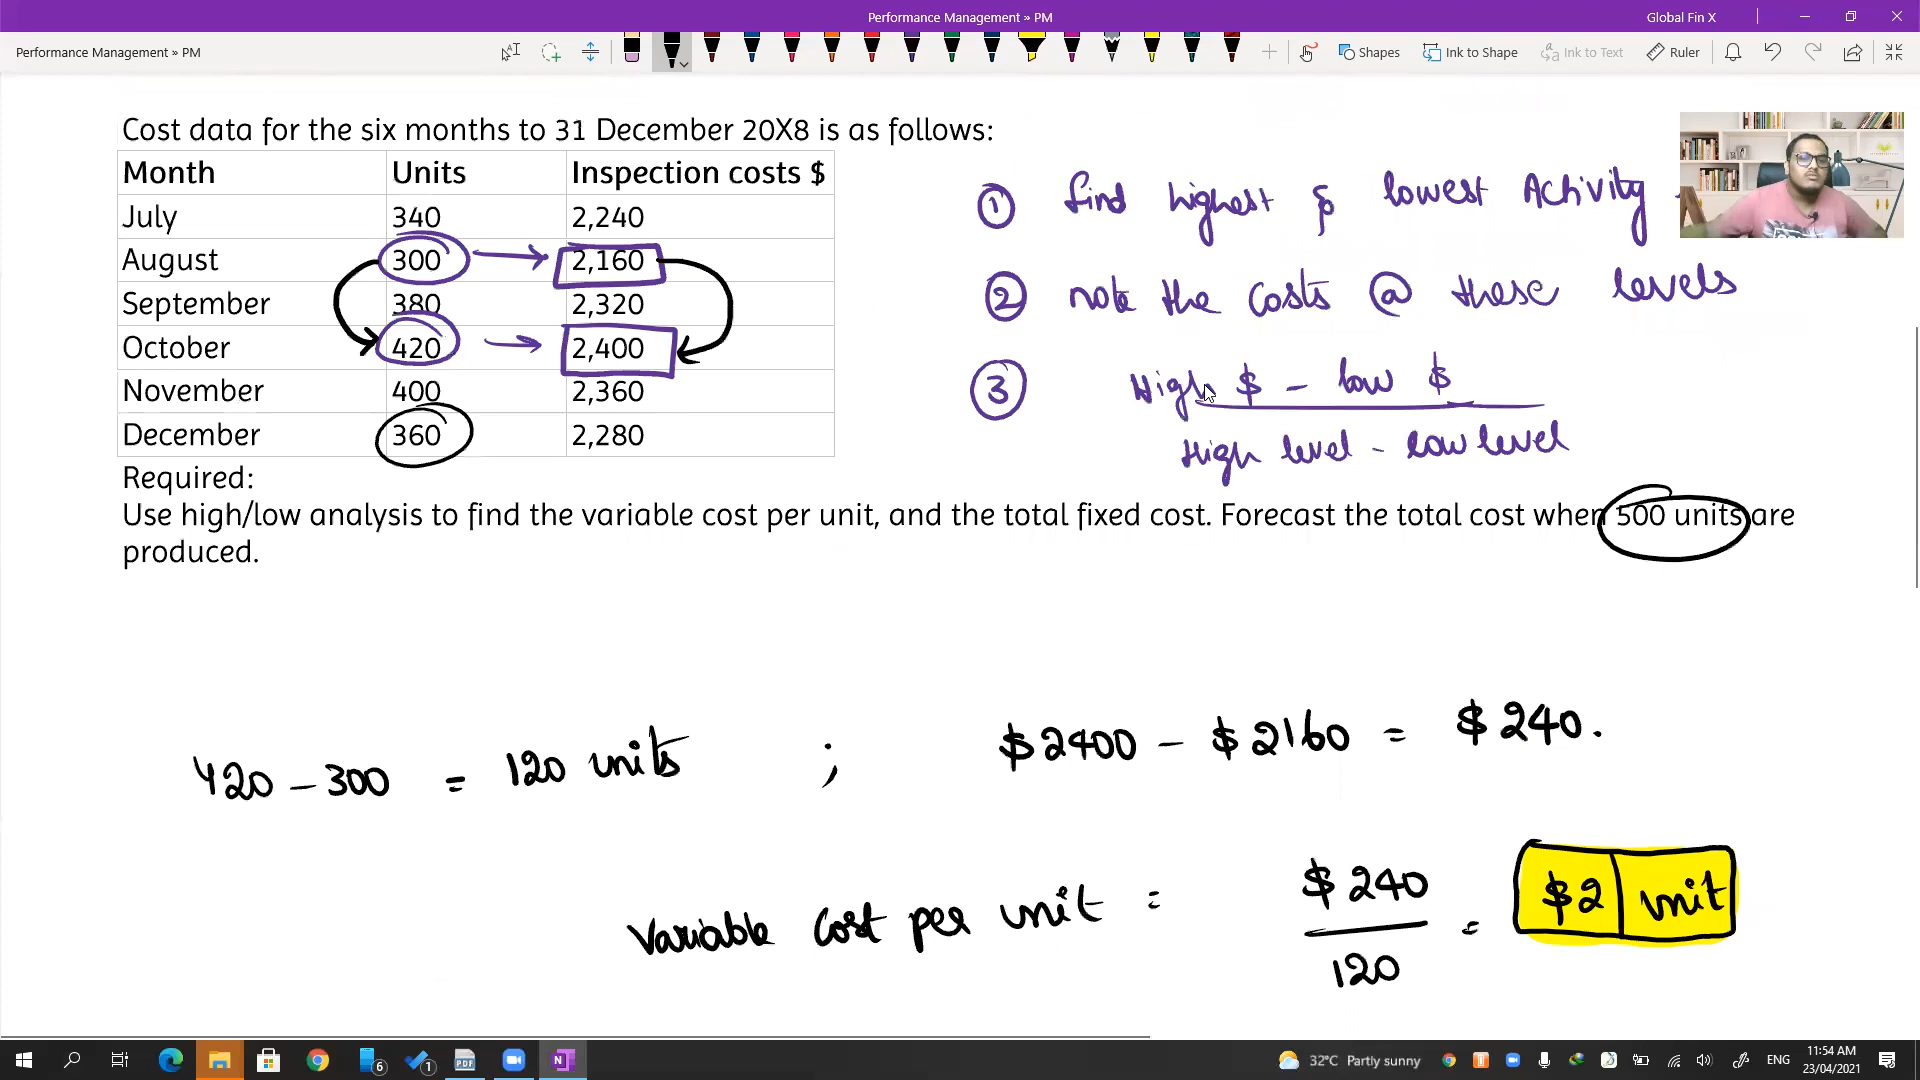 Performance Management » PM
Global Fin X
Performance Management » PM
Shapes
Ink to Shape
Ink to Text
Ruler
Cost data for the six months to 31 December 20X8 is as follows:
Month Units Inspection costs $
July 340 2,240
August 300 2,160
September 380 2,320
October 420 2,400
November 400 2,360
December 360 2,280
① find highest & lowest Activity
② note the costs @ these levels
③ High $ - low $
High level - low level
Required:
Use high/low analysis to find the variable cost per unit, and the total fixed cost. Forecast the total cost when 500 units are
produced.
420 - 300 = 120 units ; $2400 - $2160 = $240.
Variable cost per unit = $240 / 120 = $2 | unit
6
1
PDF
N
32°C Partly sunny
ENG
11:54 AM
23/04/2021